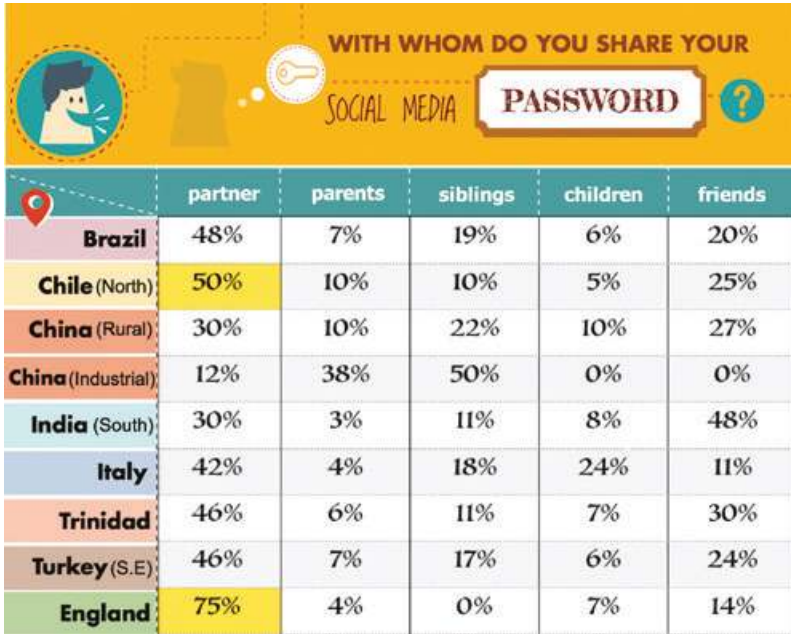 WITH WHOM DO YOU SHARE YOUR
SOCIAL MEDIA PASSWORD ?
partner parents siblings children friends
Brazil 48% 7% 19% 6% 20%
Chile (North) 50% 10% 10% 5% 25%
China (Rural) 30% 10% 22% 10% 27%
China (Industrial) 12% 38% 50% 0% 0%
India (South) 30% 3% 11% 8% 48%
Italy 42% 4% 18% 24% 11%
Trinidad 46% 6% 11% 7% 30%
Turkey (S.E) 46% 7% 17% 6% 24%
England 75% 4% 0% 7% 14%